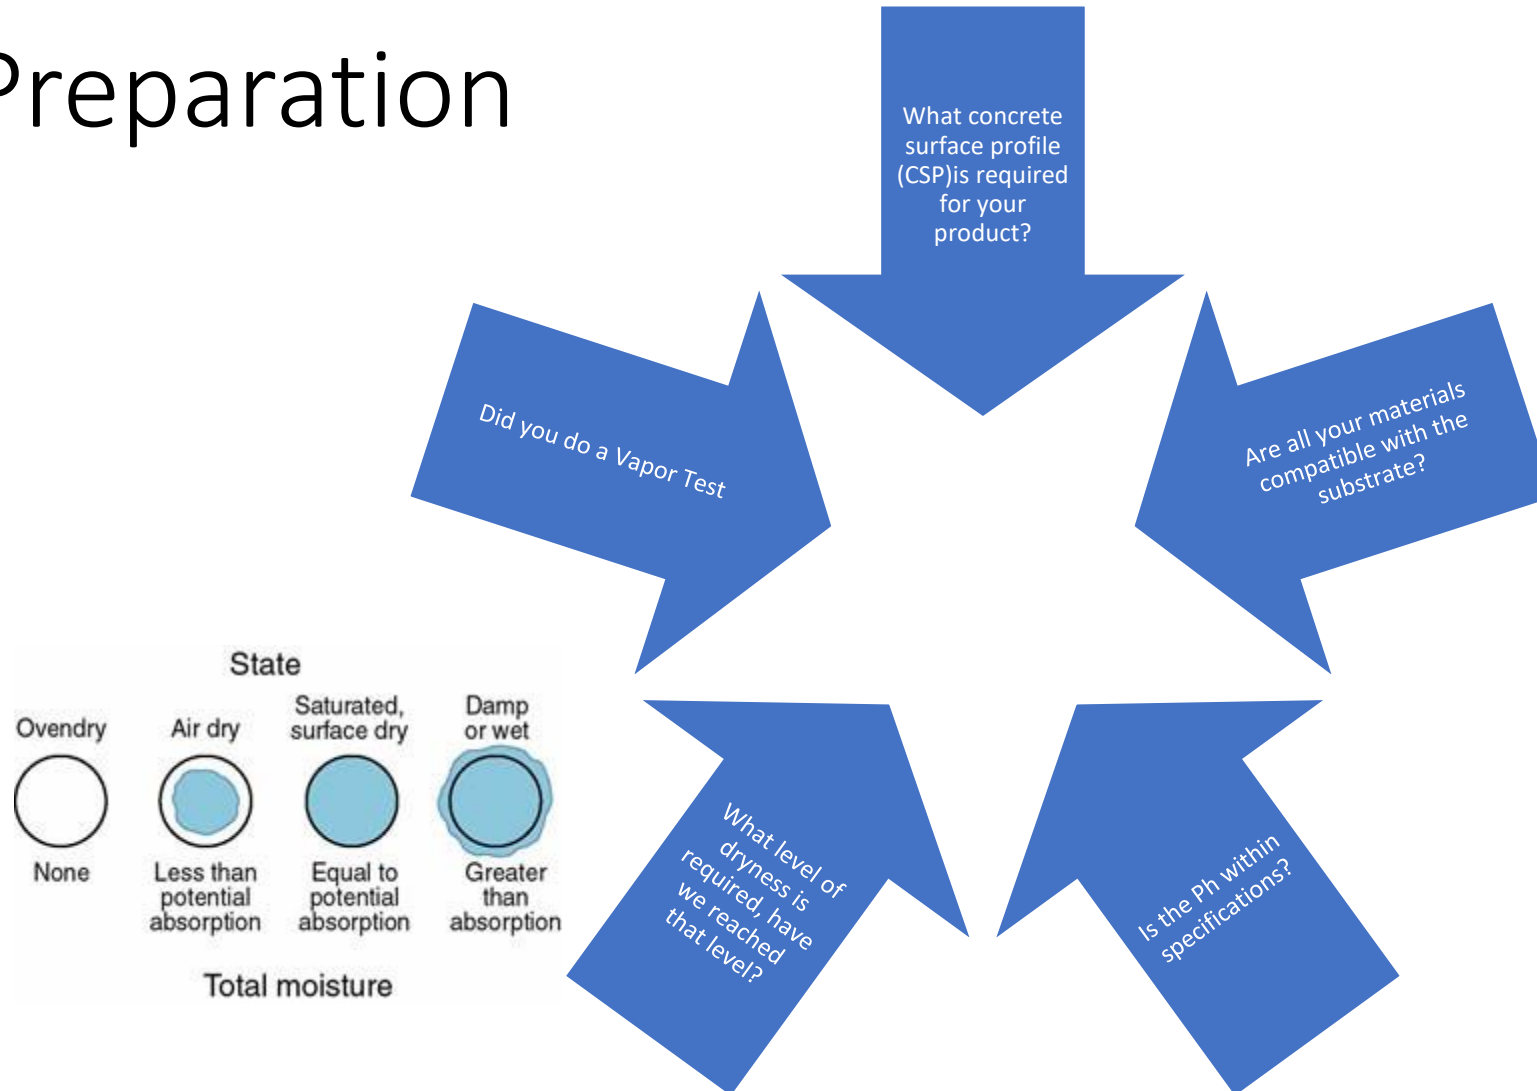 Preparation
What concrete
surface profile
(CSP)is required
for your
product?
Did you do a Vapor Test
Are all your materials
compatible with the
substrate?
What level of
dryness is
required, have
we reached
that level?
Is the Ph within
specifications?
State
Ovendry
Air dry
Saturated,
surface dry
Damp
or wet
None
Less than
potential
absorption
Equal to
potential
absorption
Greater
than
absorption
Total moisture